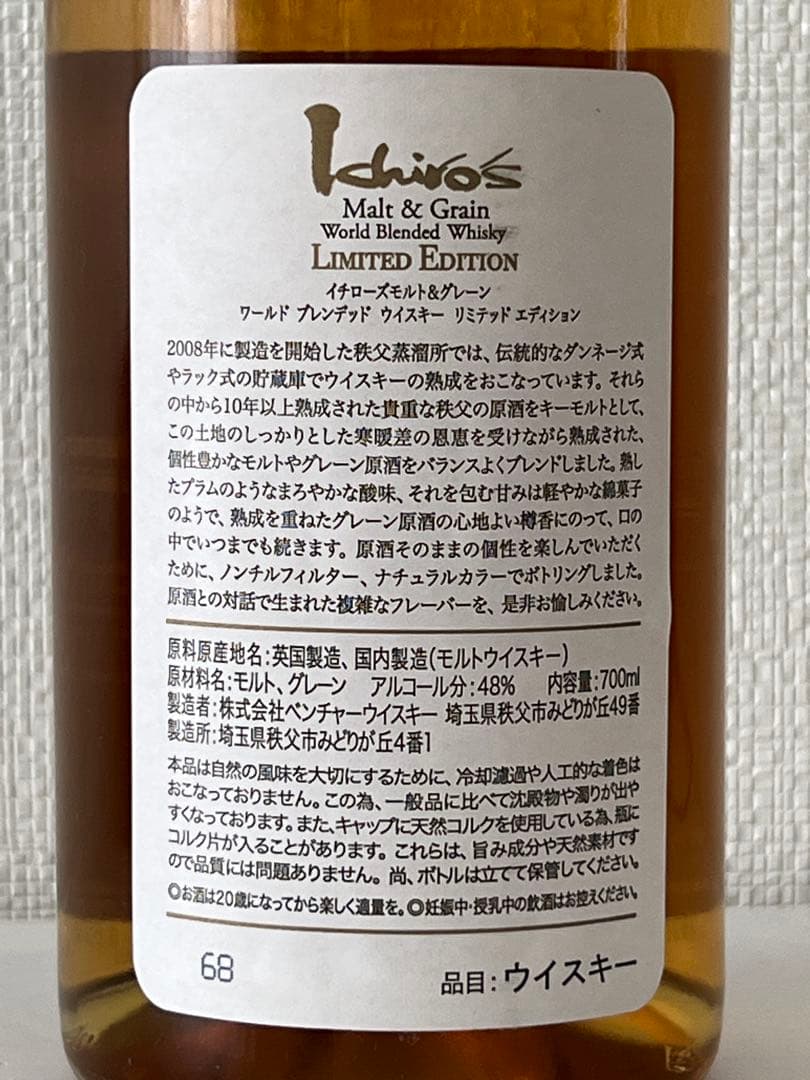 Ichiro's
Malt & Grain
World Blended Whisky
LIMITED EDITION
イチローズモルト&グレーン
ワールド ブレンデッド ウイスキー リミテッド エディション
2008年に製造を開始した秩父蒸溜所では、伝統的なダンネージ式
やラック式の貯蔵庫でウイスキーの熟成をおこなっています。それら
の中から10年以上熟成された貴重な秩父の原酒をキーモルトとして、
この土地のしっかりとした寒暖差の恩恵を受けながら熟成された、
個性豊かなモルトやグレーン原酒をバランスよくブレンドしました。熟し
たプラムのようなまろやかな酸味、それを包む甘みは軽やかな綿菓子
のようで、熟成を重ねたグレーン原酒の心地よい樽香にのって、口の
中でいつまでも続きます。原酒そのままの個性を楽しんでいただく
ために、ノンチルフィルター、ナチュラルカラーでボトリングしました。
原酒との対話で生まれた複雑なフレーバーを、是非お愉しみください。
原料原産地名:英国製造、国内製造(モルトウイスキー)
原材料名:モルト、グレーン アルコール分:48% 内容量:700ml
製造者:株式会社ベンチャーウイスキー 埼玉県秩父市みどりが丘49番
製造所:埼玉県秩父市みどりが丘4番1
本品は自然の風味を大切にするために、冷却濾過や人工的な着色は
おこなっておりません。この為、一般品に比べて沈殿物や濁りが出や
すくなっております。また、キャップに天然コルクを使用している為、瓶に
コルク片が入ることがあります。これらは、旨み成分や天然素材です
ので品質には問題ありません。尚、ボトルは立てて保管してください。
◎お酒は20歳になってから楽しく適量を。◎妊娠中・授乳中の飲酒はお控えください。
68 品目:ウイスキー